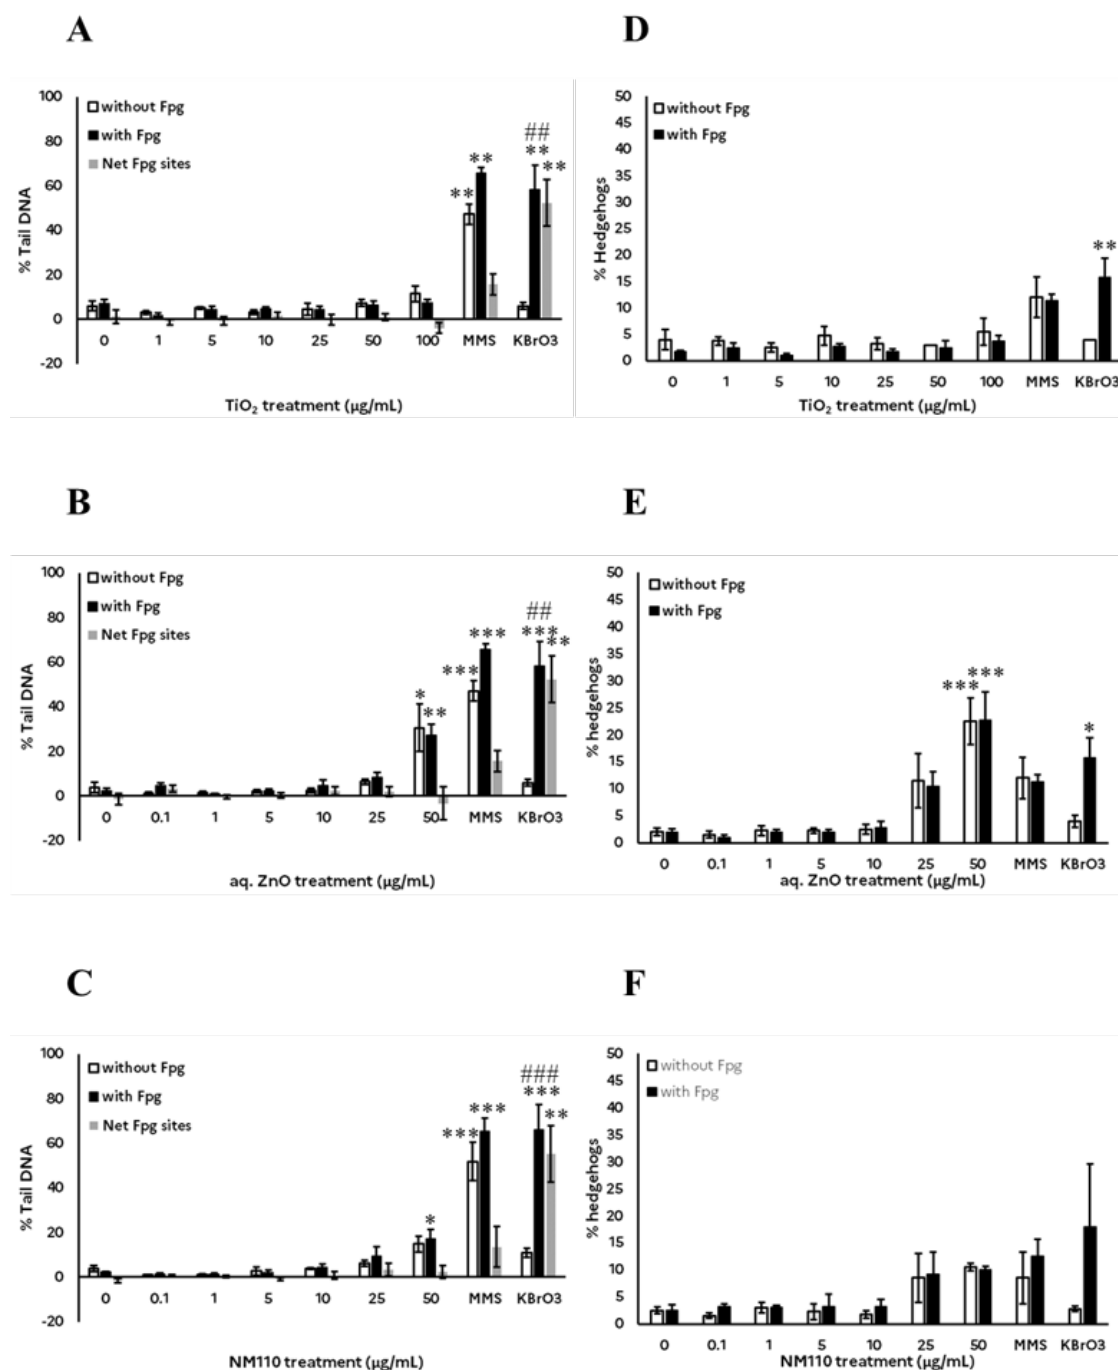 A
100
80
60
40
20
0
-20
% Tail DNA
without Fpg
with Fpg
Net Fpg sites
** ** ## ** **
0 1 5 10 25 50 100 MMS KBrO3
TiO₂ treatment (µg/mL)
D
50
45
40
35
30
25
20
15
10
5
0
% Hedgehogs
without Fpg
with Fpg
**
0 1 5 10 25 50 100 MMS KBrO3
TiO₂ treatment (µg/mL)
B
100
80
60
40
20
0
-20
% Tail DNA
without Fpg
with Fpg
Net Fpg sites
* ** *** *** ## *** **
0 0.1 1 5 10 25 50 MMS KBrO3
aq. ZnO treatment (µg/mL)
E
50
45
40
35
30
25
20
15
10
5
0
% hedgehogs
without Fpg
with Fpg
*** *** *
0 0.1 1 5 10 25 50 MMS KBrO3
aq. ZnO treatment (µg/mL)
C
100
80
60
40
20
0
-20
% Tail DNA
without Fpg
with Fpg
Net Fpg sites
* *** *** ### *** **
0 0.1 1 5 10 25 50 MMS KBrO3
NM110 treatment (µg/mL)
F
50
45
40
35
30
25
20
15
10
5
0
% hedgehogs
without Fpg
with Fpg
0 0.1 1 5 10 25 50 MMS KBrO3
NM110 treatment (µg/mL)